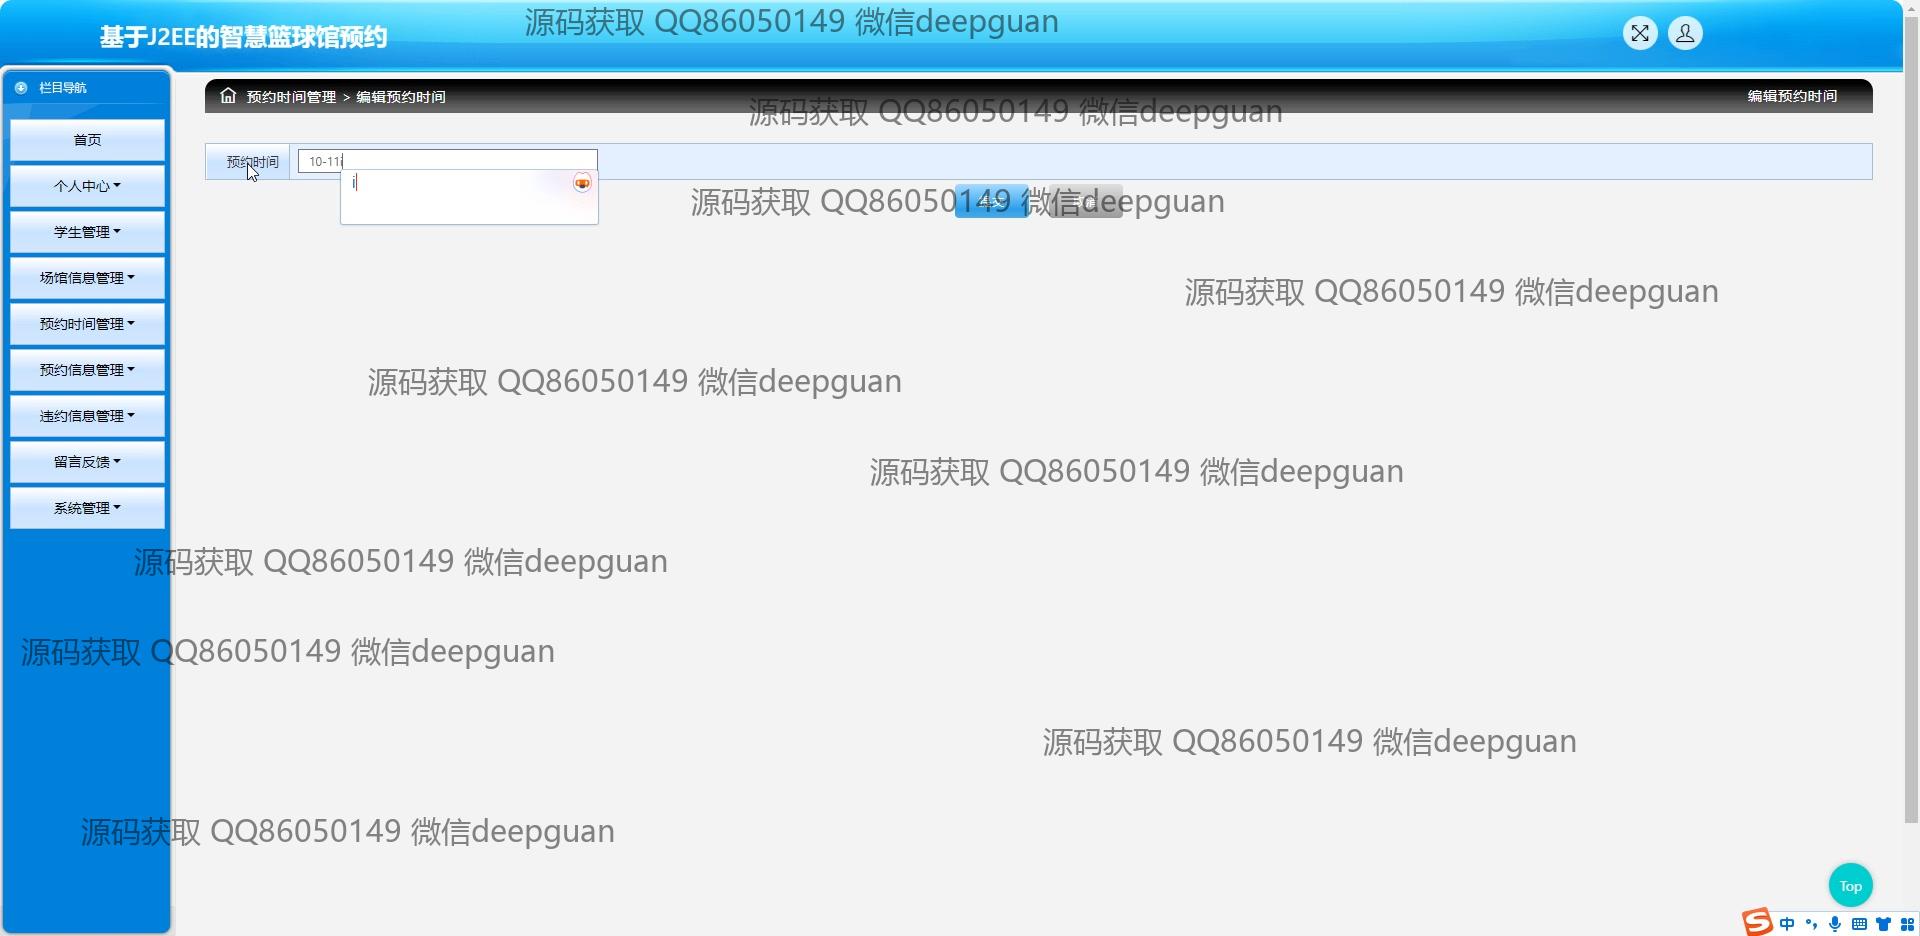 源码获取 QQ86050149 微信deepguan
基于J2EE的智慧篮球馆预约
栏目导航
预约时间管理 > 编辑预约时间
编辑预约时间
源码获取 QQ86050149 微信deepguan
首页
预约时间
10-11i
i
个人中心
源码获取 QQ86050149 微信deepguan
学生管理
场馆信息管理
源码获取 QQ86050149 微信deepguan
预约时间管理
预约信息管理
源码获取 QQ86050149 微信deepguan
违约信息管理
留言反馈
源码获取 QQ86050149 微信deepguan
系统管理
源码获取 QQ86050149 微信deepguan
源码获取 QQ86050149 微信deepguan
源码获取 QQ86050149 微信deepguan
源码获取 QQ86050149 微信deepguan
Top
中